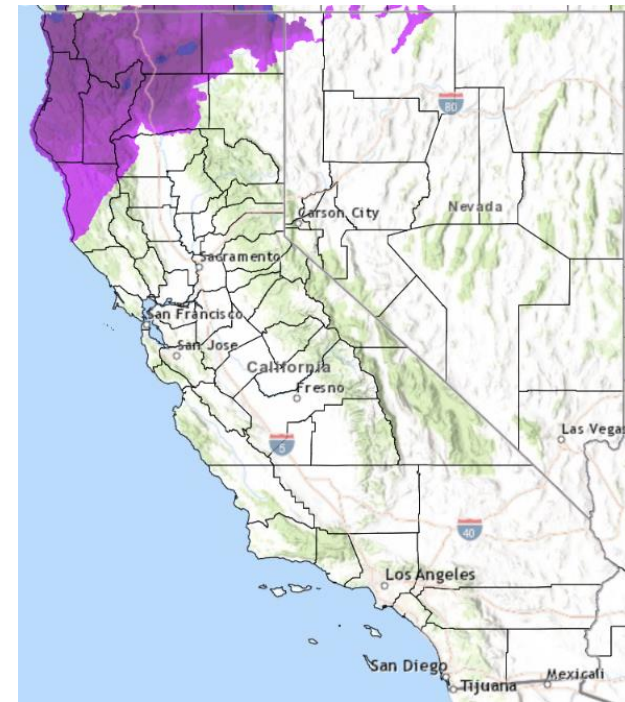 80
Nevada
Carson City
Sacramento
San Francisco
San Jose
California
Fresno
Las Vegas
5
40
Los Angeles
San Diego
Tijuana
Mexicali